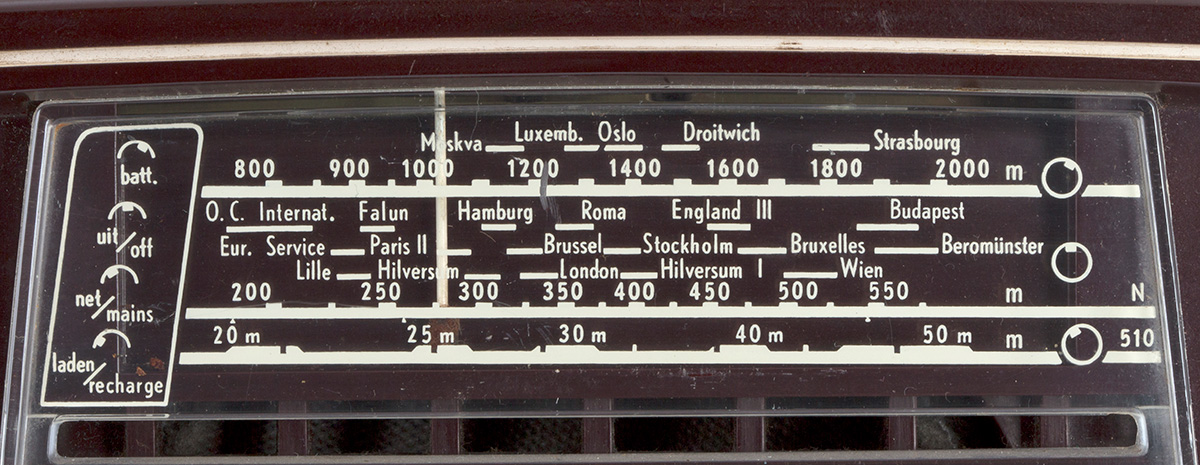 batt.
uit/off
net/mains
laden/recharge
Moskva Luxemb. Oslo Droitwich Strasbourg
800 900 1000 1200 1400 1600 1800 2000 m
O.C. Internat. Falun Hamburg Roma England III Budapest
Eur. Service Paris II Brussel Stockholm Bruxelles Beromünster
Lille Hilversum London Hilversum I Wien
200 250 300 350 400 450 500 550 m N
20 m 25 m 30 m 40 m 50 m m 510